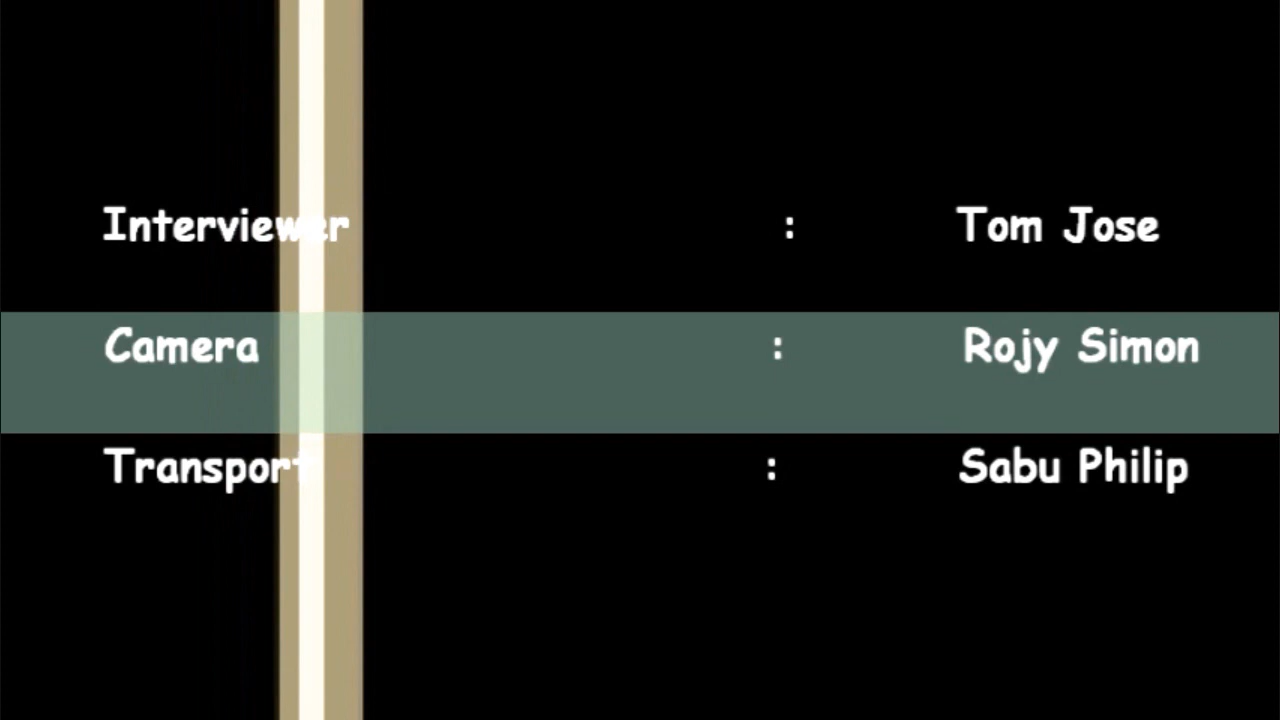 Interviewer : Tom Jose
Camera : Rojy Simon
Transport : Sabu Philip